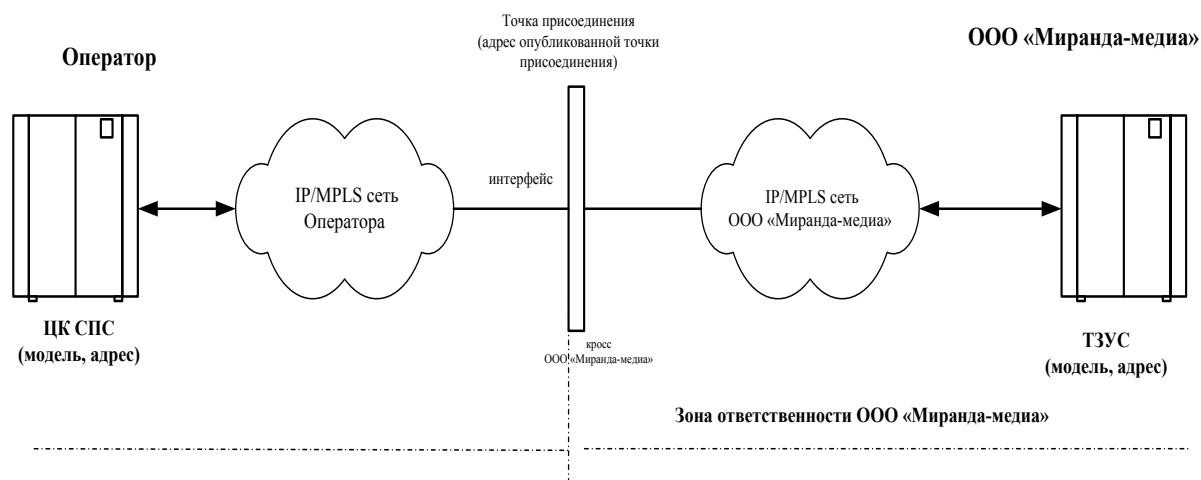 Точка присоединения
(адрес опубликованной точки
присоединения)
Оператор
ООО «Миранда-медиа»
IP/MPLS сеть
Оператора
интерфейс
IP/MPLS сеть
ООО «Миранда-медиа»
ЦК СПС
(модель, адрес)
кросс
ООО «Миранда-медиа»
ТЗУС
(модель, адрес)
Зона ответственности ООО «Миранда-медиа»